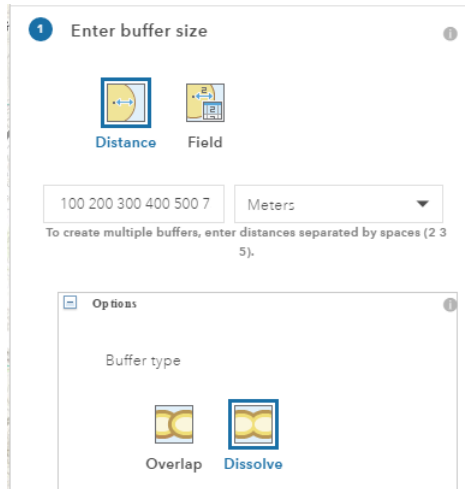 1 Enter buffer size
Distance Field
100 200 300 400 500 7 Meters
To create multiple buffers, enter distances separated by spaces (2 3
5).
Options
Buffer type
Overlap Dissolve